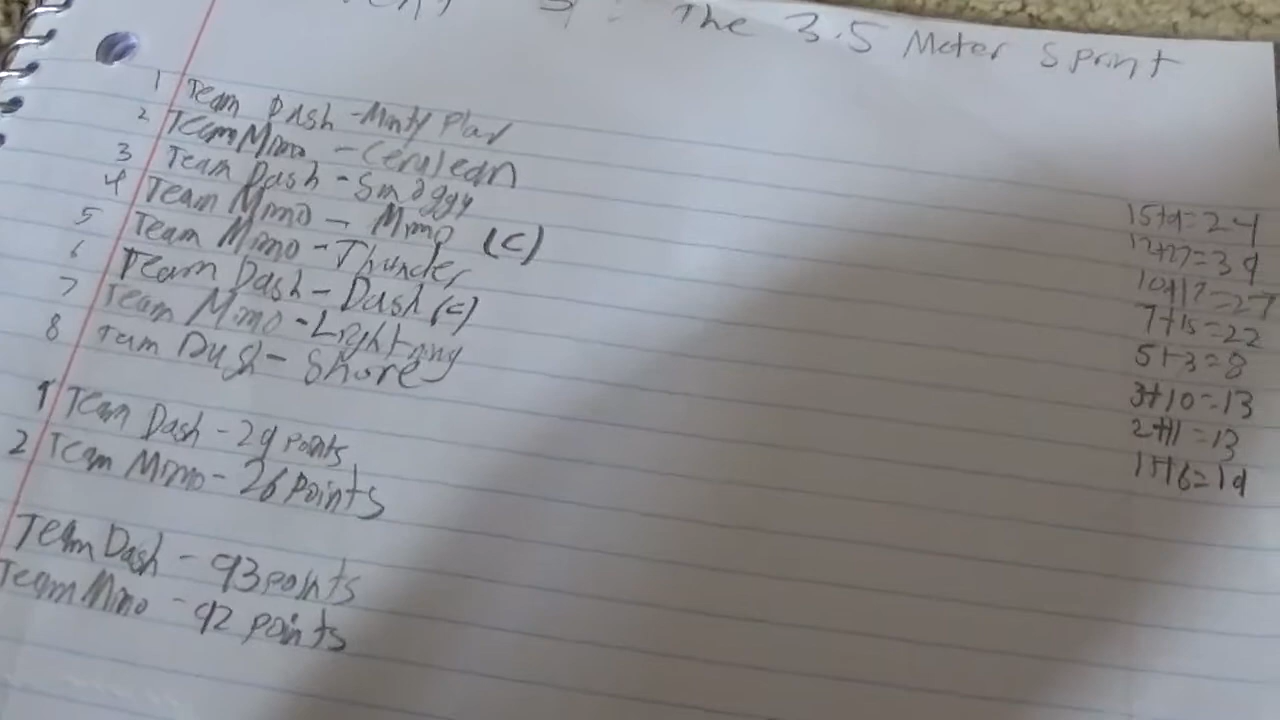 The 3.5 Meter Sprint
1 Team Dash - Minty Play
2 Team Mimo - Cerulean
3 Team Dash - Smoggy
4 Team Mimo - Mimo (C)
5 Team Mimo - Thunder
6 Team Dash - Dash (C)
7 Team Mimo - Lightning
8 Team Dash - Shore
1 Team Dash - 29 points
2 Team Mimo - 26 points
Team Dash - 93 points
Team Mimo - 92 points
15+9=24
12+27=39
10+17=27
7+15=22
5+3=8
3+10=13
2+11=13